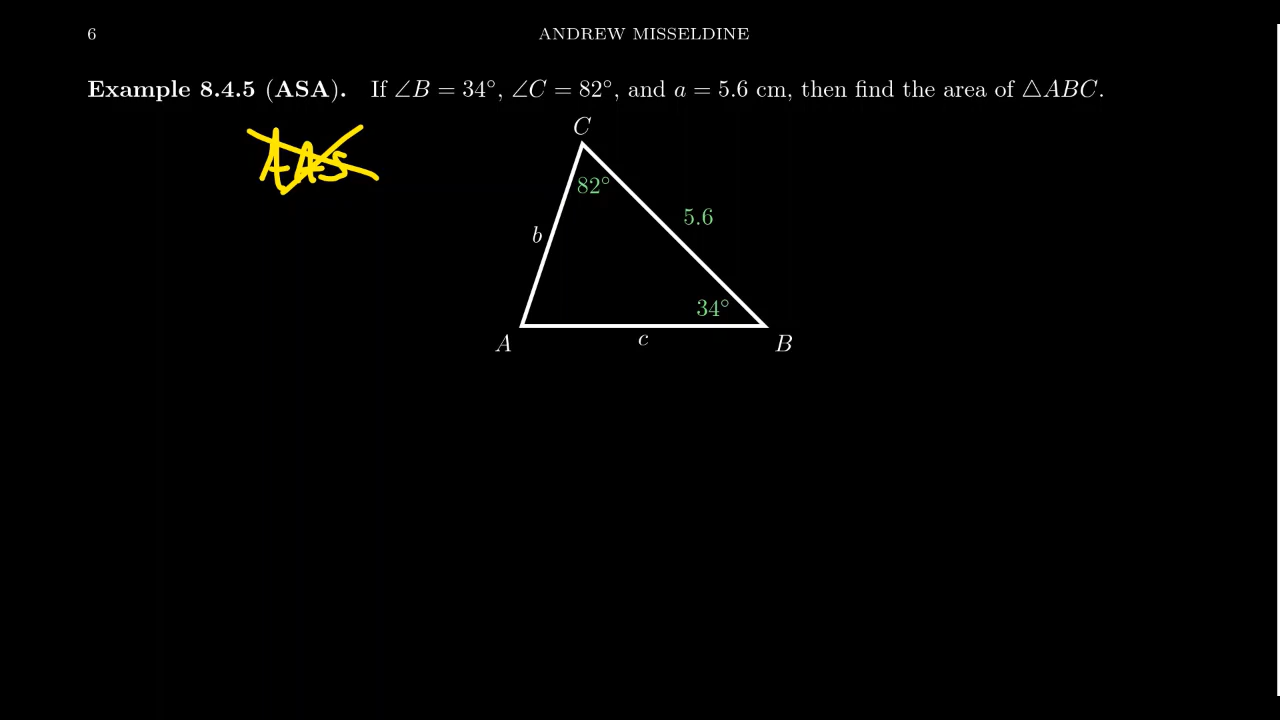 6 ANDREW MISSELDINE
Example 8.4.5 (ASA). If ∠B = 34°, ∠C = 82°, and a = 5.6 cm, then find the area of △ABC.
C
AAS
82°
5.6
b
34°
c
A B